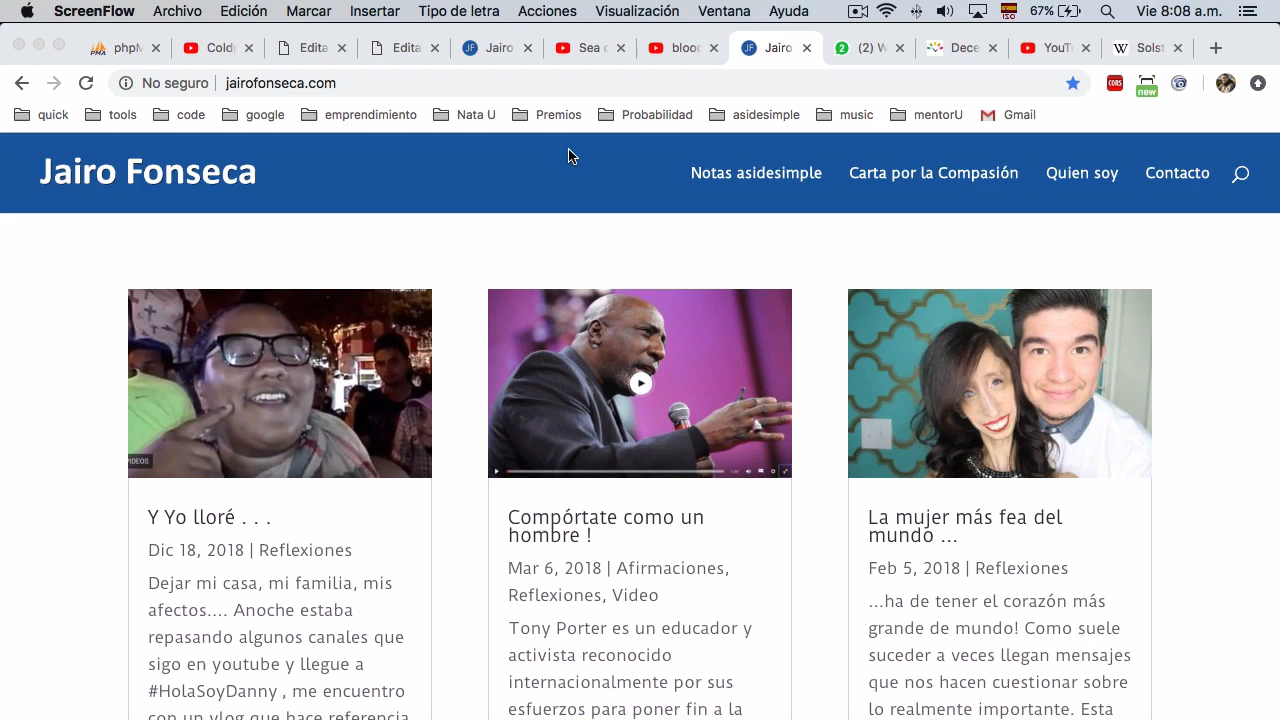 ScreenFlow Archivo Edición Marcar Insertar Tipo de letra Acciones Visualización Ventana Ayuda ISO 67% Vie 8:08 a.m.
PMA phpM Cold Edita Edita JF Jairo Sea c blood JF Jairo 2 (2) W Dece YouTu W Solst
No seguro jairofonseca.com CORS new
quick tools code google emprendimiento Nata U Premios Probabilidad asidesimple music mentorU Gmail
Jairo Fonseca Notas asidesimple Carta por la Compasión Quien soy Contacto
Y Yo lloré . . .
Dic 18, 2018 | Reflexiones
Dejar mi casa, mi familia, mis
afectos.... Anoche estaba
repasando algunos canales que
sigo en youtube y llegue a
#HolaSoyDanny , me encuentro
con un vlog que hace referencia
Compórtate como un
hombre !
Mar 6, 2018 | Afirmaciones,
Reflexiones, Video
Tony Porter es un educador y
activista reconocido
internacionalmente por sus
esfuerzos para poner fin a la
La mujer más fea del
mundo ...
Feb 5, 2018 | Reflexiones
...ha de tener el corazón más
grande de mundo! Como suele
suceder a veces llegan mensajes
que nos hacen cuestionar sobre
lo realmente importante. Esta